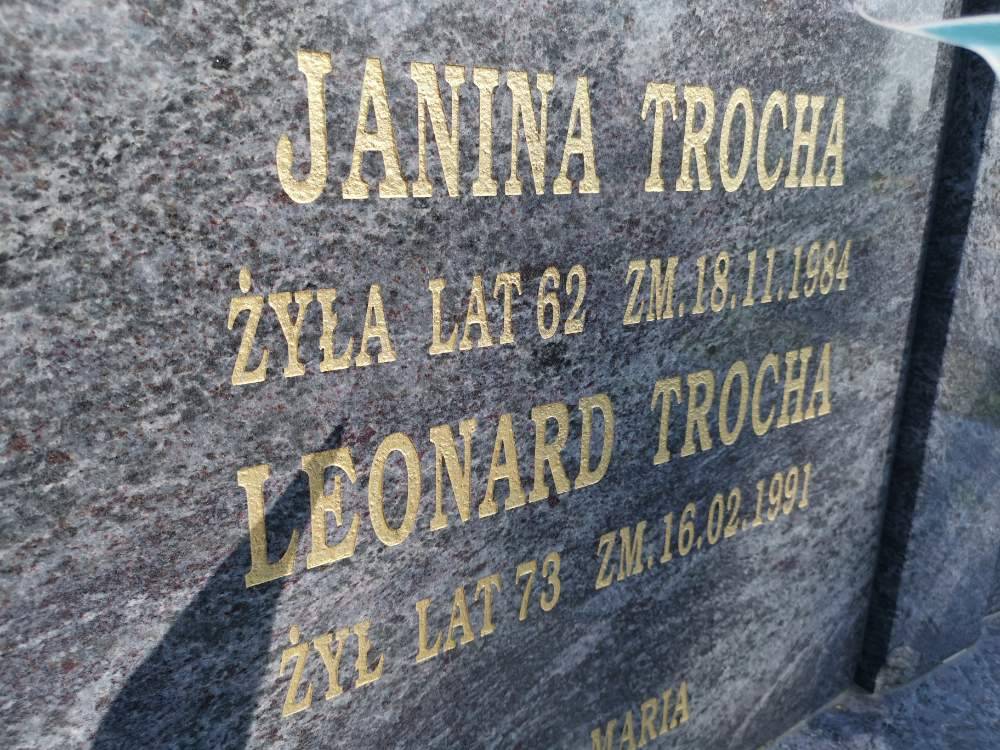 JANINA TROCHA
ŻYŁA LAT 62 ZM.18.11.1984
LEONARD TROCHA
ŻYŁ LAT 73 ZM.16.02.1991
MARIA